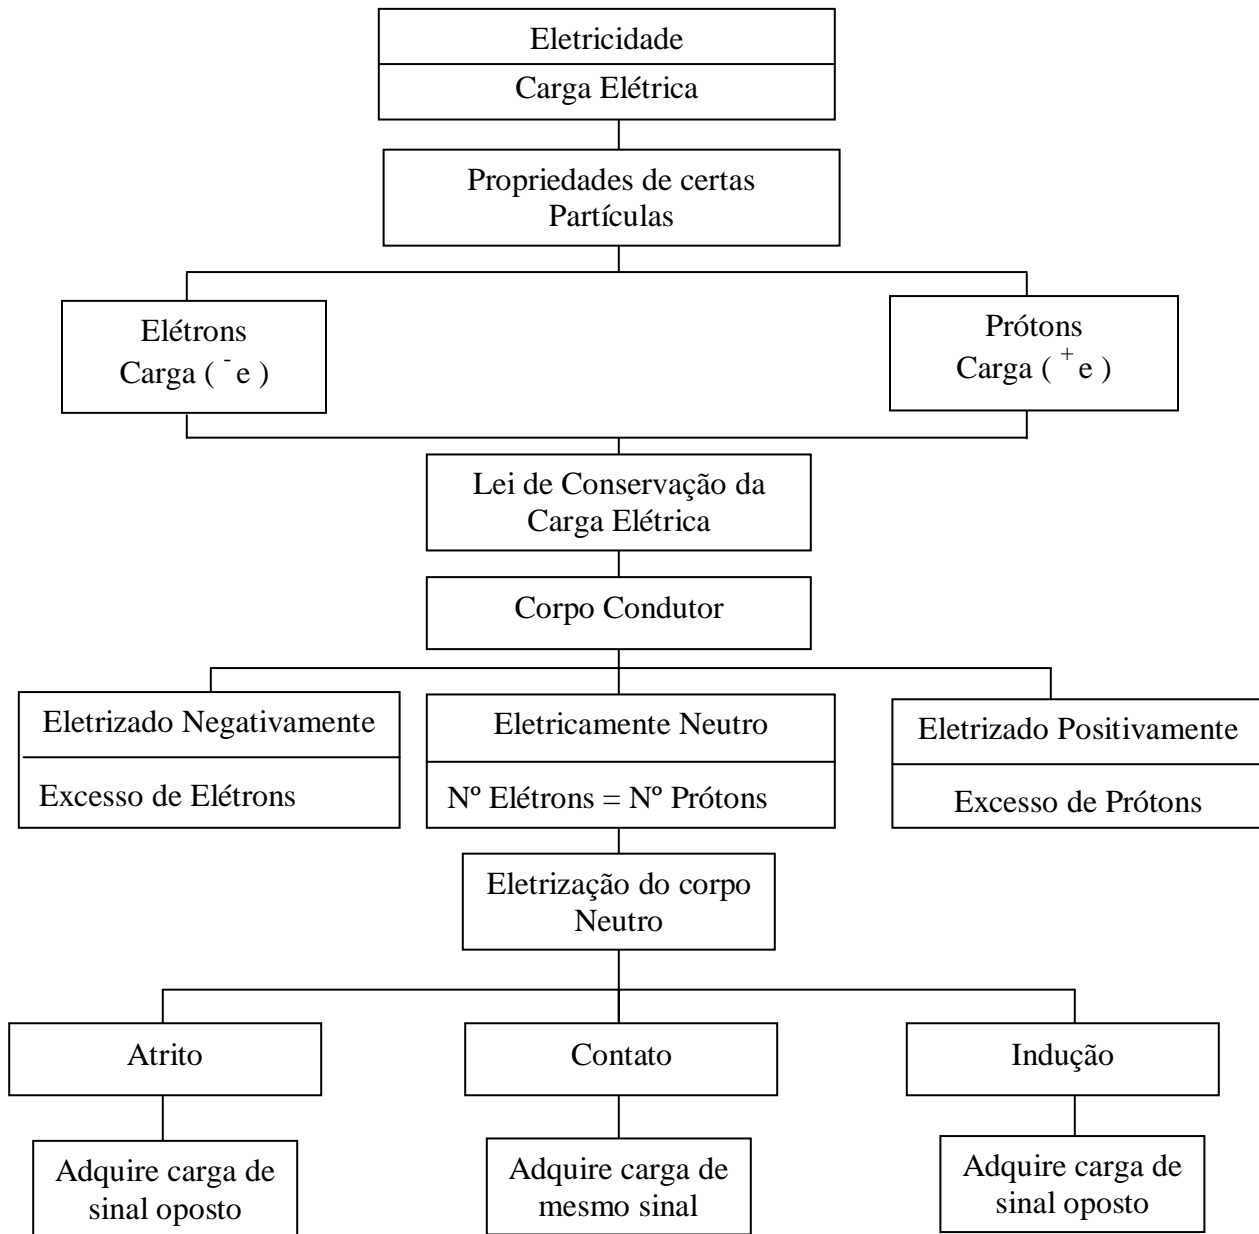 Eletricidade
Carga Elétrica
Propriedades de certas
Partículas
Elétrons
Carga ( ⁻ e )
Prótons
Carga ( ⁺ e )
Lei de Conservação da
Carga Elétrica
Corpo Condutor
Eletrizado Negativamente
Excesso de Elétrons
Eletricamente Neutro
Nº Elétrons = Nº Prótons
Eletrizado Positivamente
Excesso de Prótons
Eletrização do corpo
Neutro
Atrito
Contato
Indução
Adquire carga de
sinal oposto
Adquire carga de
mesmo sinal
Adquire carga de
sinal oposto